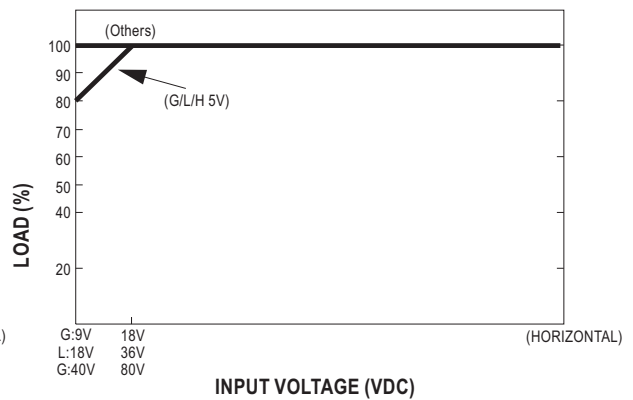 (Others)
100
90
80
70
60
50
40
20
(G/L/H 5V)
LOAD (%)
)
G:9V 18V
L:18V 36V
G:40V 80V
(HORIZONTAL)
INPUT VOLTAGE (VDC)